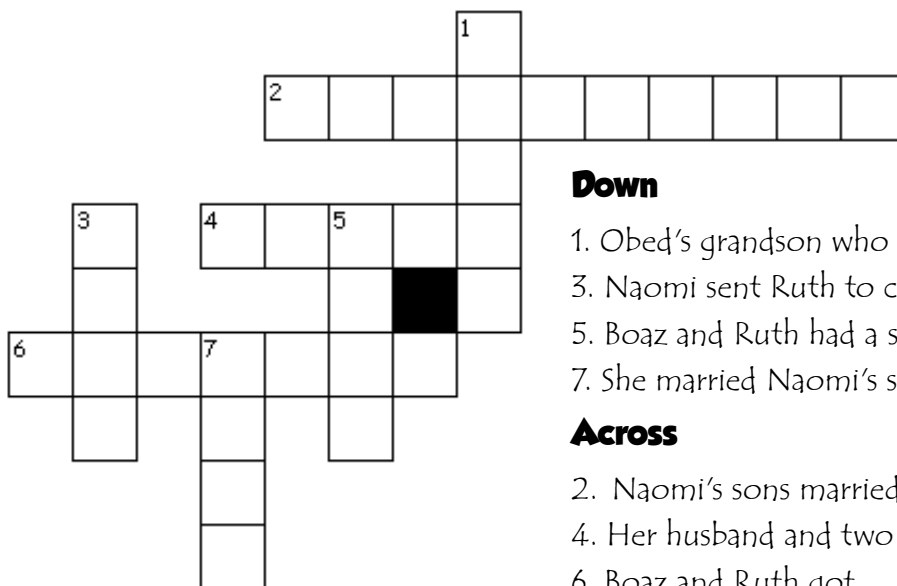 1
2
3
4
5
6
7
Down
1. Obed's grandson who
3. Naomi sent Ruth to c
5. Boaz and Ruth had a s
7. She married Naomi's s
Across
2. Naomi's sons married
4. Her husband and two
6. Boaz and Ruth got